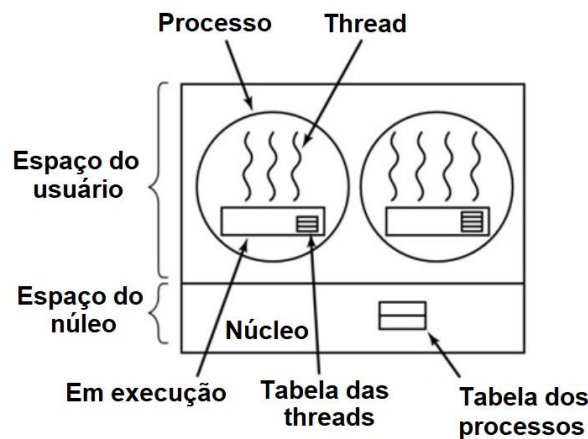 Processo
Thread
Espaço do
usuário
Espaço do
núleo
Núcleo
Em execução
Tabela das
threads
Tabela dos
processos